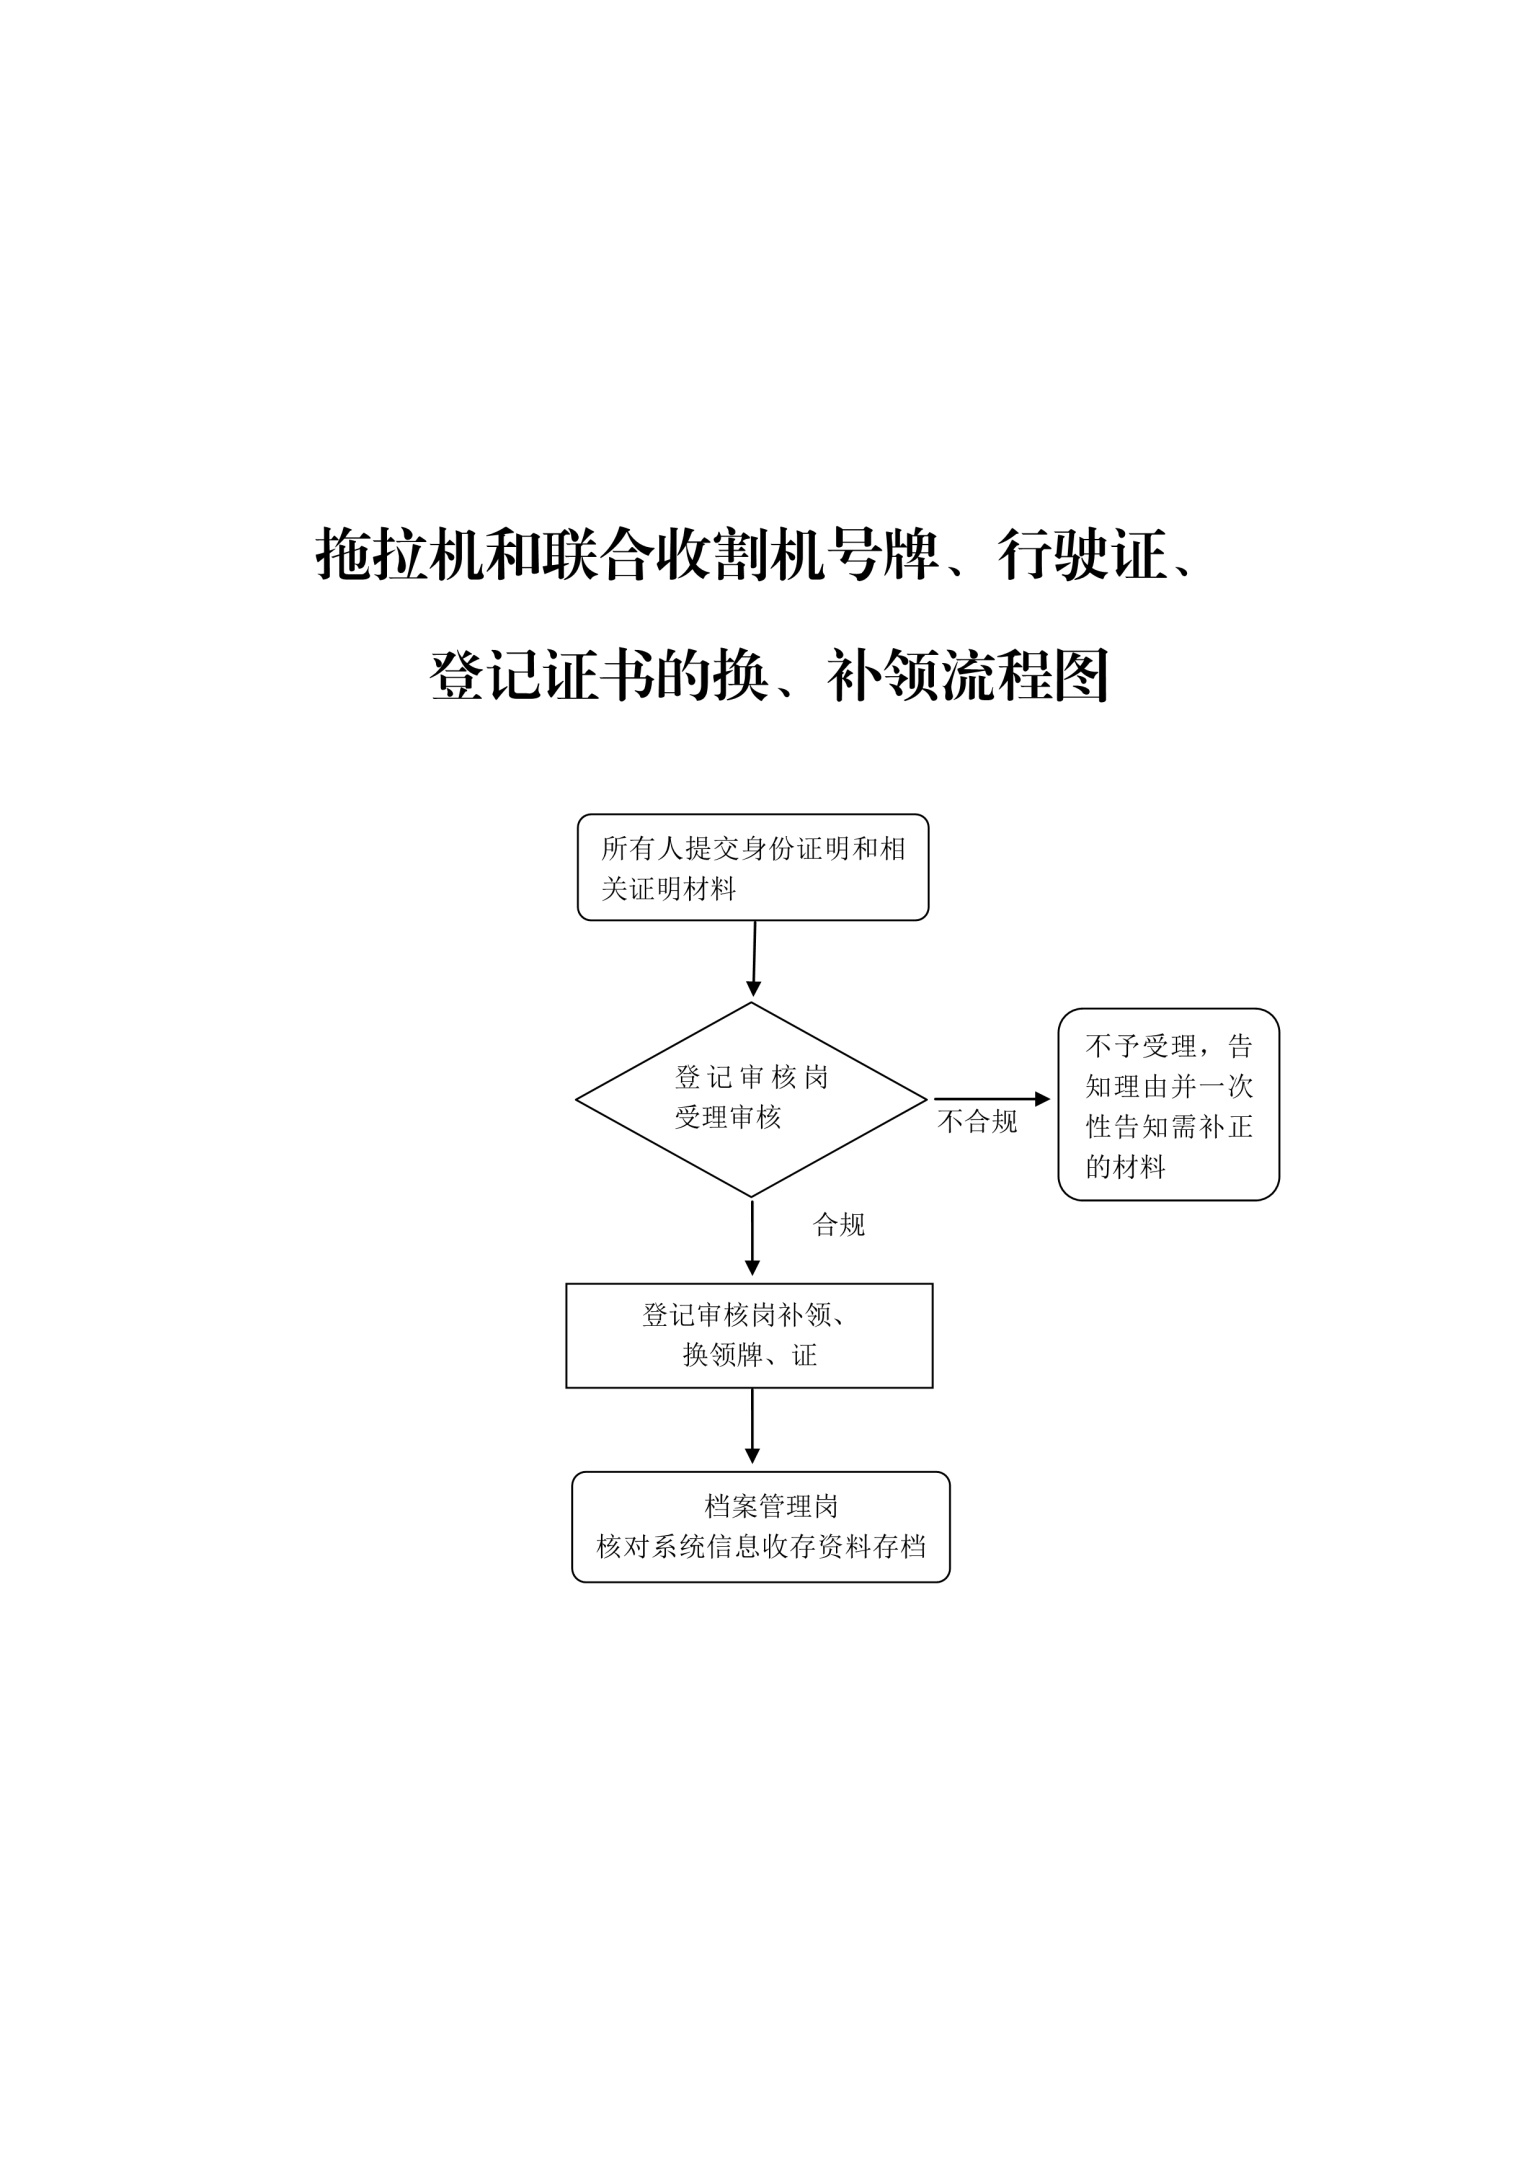 拖拉机和联合收割机号牌、行驶证、
登记证书的换、补领流程图
所有人提交身份证明和相
关证明材料
登记审核岗
受理审核
不合规
不予受理，告
知理由并一次
性告知需补正
的材料
合规
登记审核岗补领、
换领牌、证
档案管理岗
核对系统信息收存资料存档